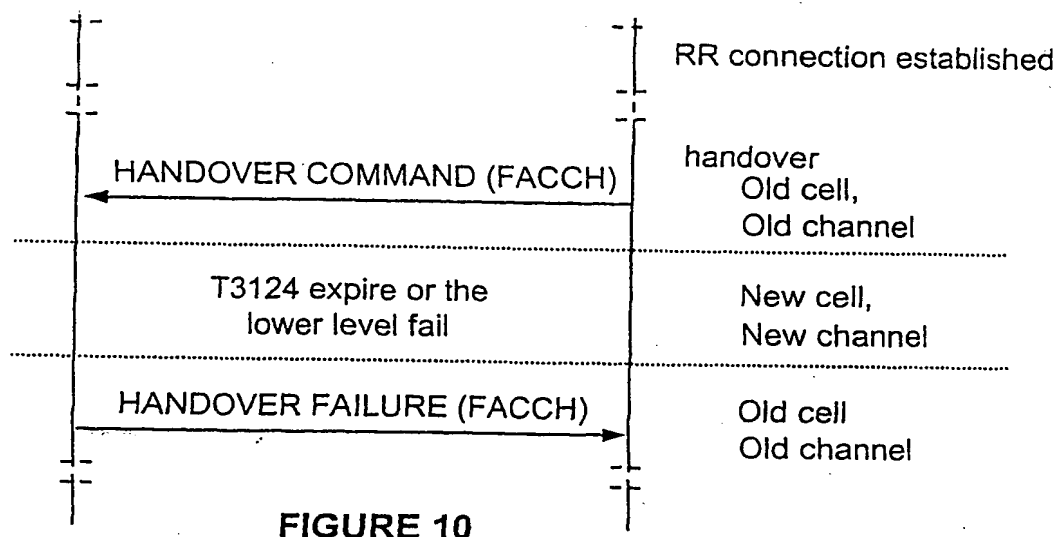 RR connection established
HANDOVER COMMAND (FACCH)
handover
Old cell,
Old channel
T3124 expire or the
lower level fail
New cell,
New channel
HANDOVER FAILURE (FACCH)
Old cell
Old channel
FIGURE 10